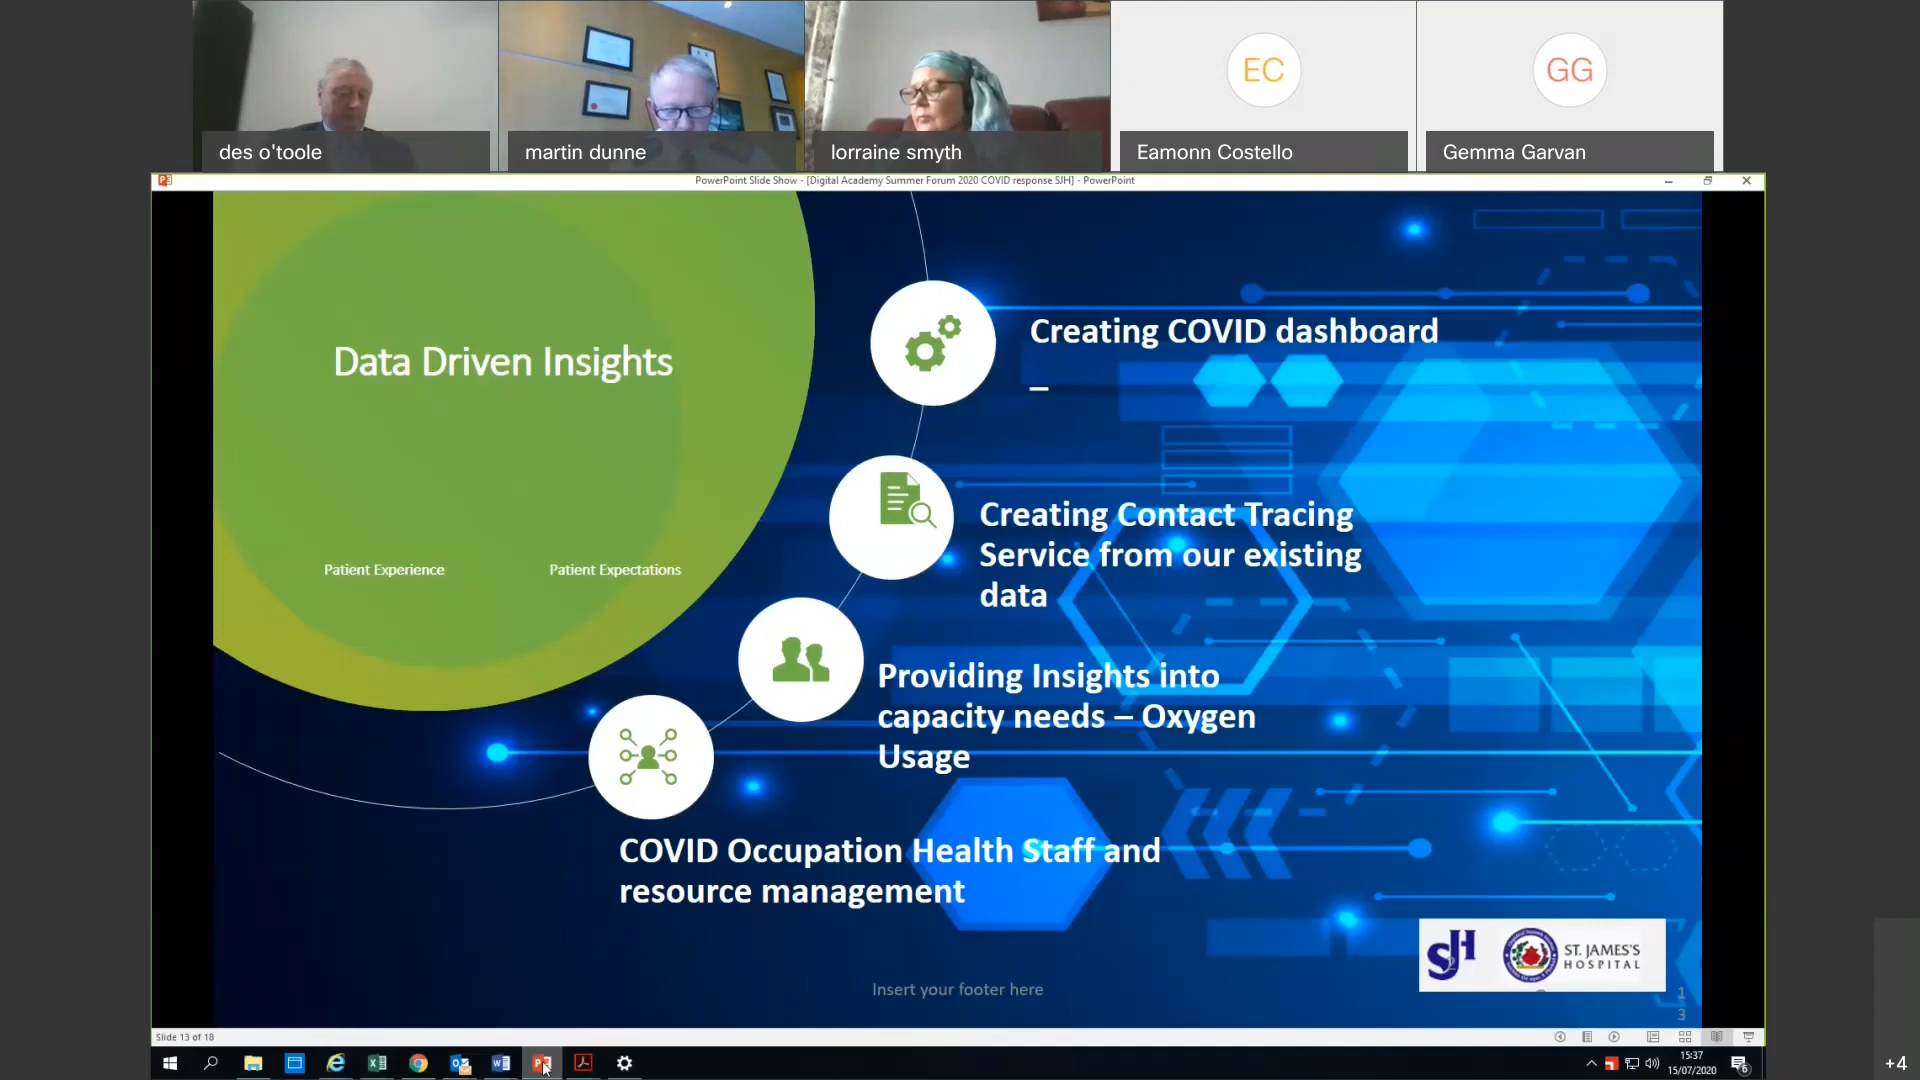 EC
GG
des o'toole
martin dunne
lorraine smyth
Eamonn Costello
Gemma Garvan
PowerPoint Slide Show - [Digital Academy Summer Forum 2020 COVID response SJH] - PowerPoint
Data Driven Insights
Patient Experience
Patient Expectations
Creating COVID dashboard
–
Creating Contact Tracing
Service from our existing
data
Providing Insights into
capacity needs – Oxygen
Usage
COVID Occupation Health Staff and
resource management
SJH
ST. JAMES'S
HOSPITAL
Insert your footer here
1
3
Slide 13 of 18
15:37
15/07/2020
6
+4